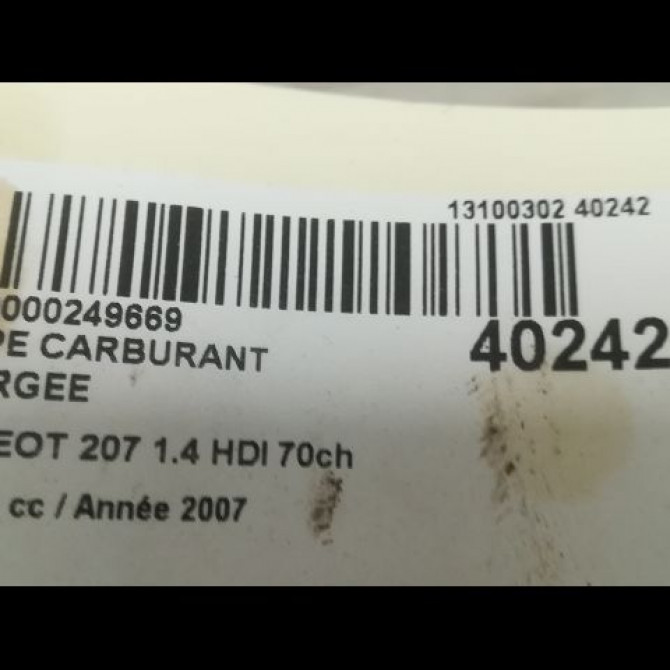 13100302 40242
000249669
PE CARBURANT
40242
RGEE
EOT 207 1.4 HDI 70ch
cc / Année 2007